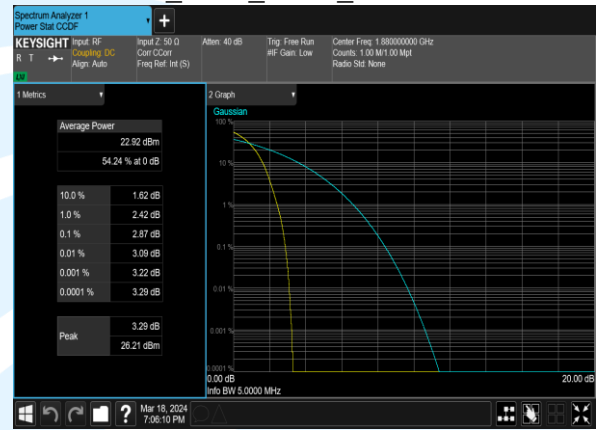 Spectrum Analyzer 1
Power Stat CCDF
KEYSIGHT
R T
LV
Input: RF
Coupling: DC
Align: Auto
Input Z: 50 Ω
Corr CCorr
Freq Ref: Int (S)
Atten: 40 dB
Trig: Free Run
#IF Gain: Low
Center Freq: 1.880000000 GHz
Counts: 1.00 M/1.00 Mpt
Radio Std: None
1 Metrics
Average Power
22.92 dBm
54.24 % at 0 dB
10.0 % 1.62 dB
1.0 % 2.42 dB
0.1 % 2.87 dB
0.01 % 3.09 dB
0.001 % 3.22 dB
0.0001 % 3.29 dB
Peak
3.29 dB
26.21 dBm
2 Graph
Gaussian
100 %
10 %
1 %
0.1 %
0.01 %
0.001 %
0.0001 %
0.00 dB 20.00 dB
Info BW 5.0000 MHz
?
Mar 18, 2024
7:06:10 PM